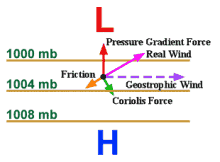 L
Pressure Gradient Force
1000 mb
Real Wind
Friction
1004 mb
Geostrophic Wind
Coriolis Force
1008 mb
H